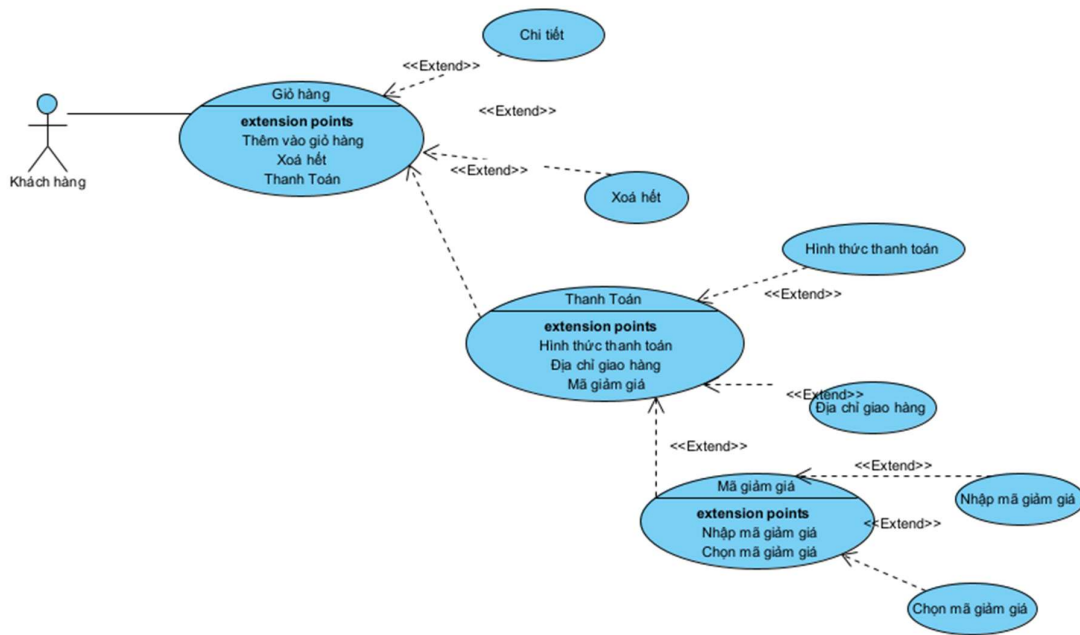 Chi tiết
<<Extend>>
Giỏ hàng
extension points
Thêm vào giỏ hàng
Xoá hết
Thanh Toán
<<Extend>>
Khách hàng
<<Extend>>
Xoá hết
Hình thức thanh toán
<<Extend>>
Thanh Toán
extension points
Hình thức thanh toán
Địa chỉ giao hàng
Mã giảm giá
<<Extend>>
Địa chỉ giao hàng
<<Extend>>
<<Extend>>
Mã giảm giá
extension points
Nhập mã giảm giá
Chọn mã giảm giá
Nhập mã giảm giá
<<Extend>>
Chọn mã giảm giá